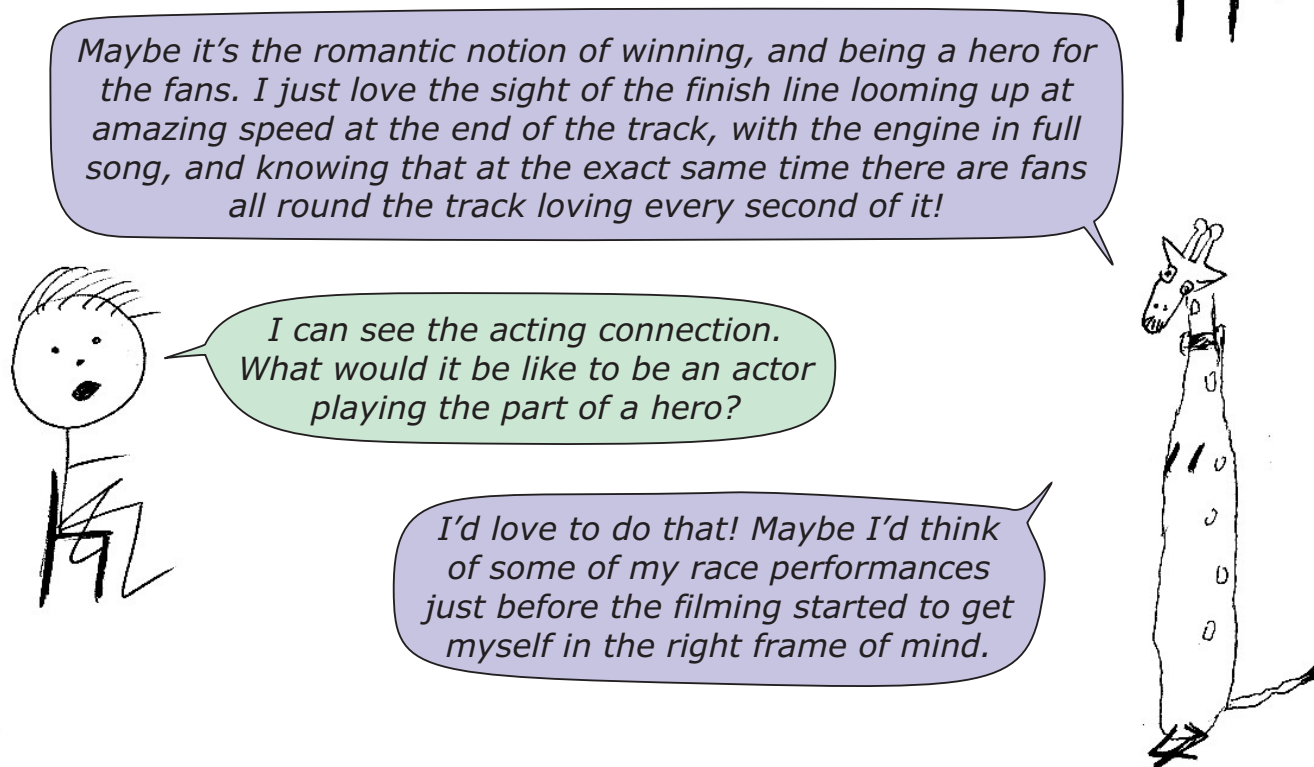 Maybe it’s the romantic notion of winning, and being a hero for
the fans. I just love the sight of the finish line looming up at
amazing speed at the end of the track, with the engine in full
song, and knowing that at the exact same time there are fans
all round the track loving every second of it!
I can see the acting connection.
What would it be like to be an actor
playing the part of a hero?
I’d love to do that! Maybe I’d think
of some of my race performances
just before the filming started to get
myself in the right frame of mind.